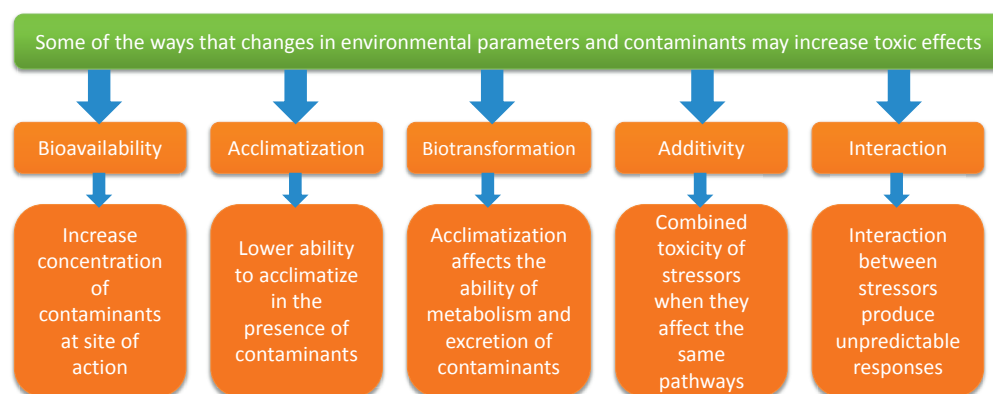 Some of the ways that changes in environmental parameters and contaminants may increase toxic effects
Bioavailability
Acclimatization
Biotransformation
Additivity
Interaction
Increase
concentration
of
contaminants
at site of
action
Lower ability
to acclimatize
in the
presence of
contaminants
Acclimatization
affects the
ability of
metabolism and
excretion of
contaminants
Combined
toxicity of
stressors
when they
affect the
same
pathways
Interaction
between
stressors
produce
unpredictable
responses